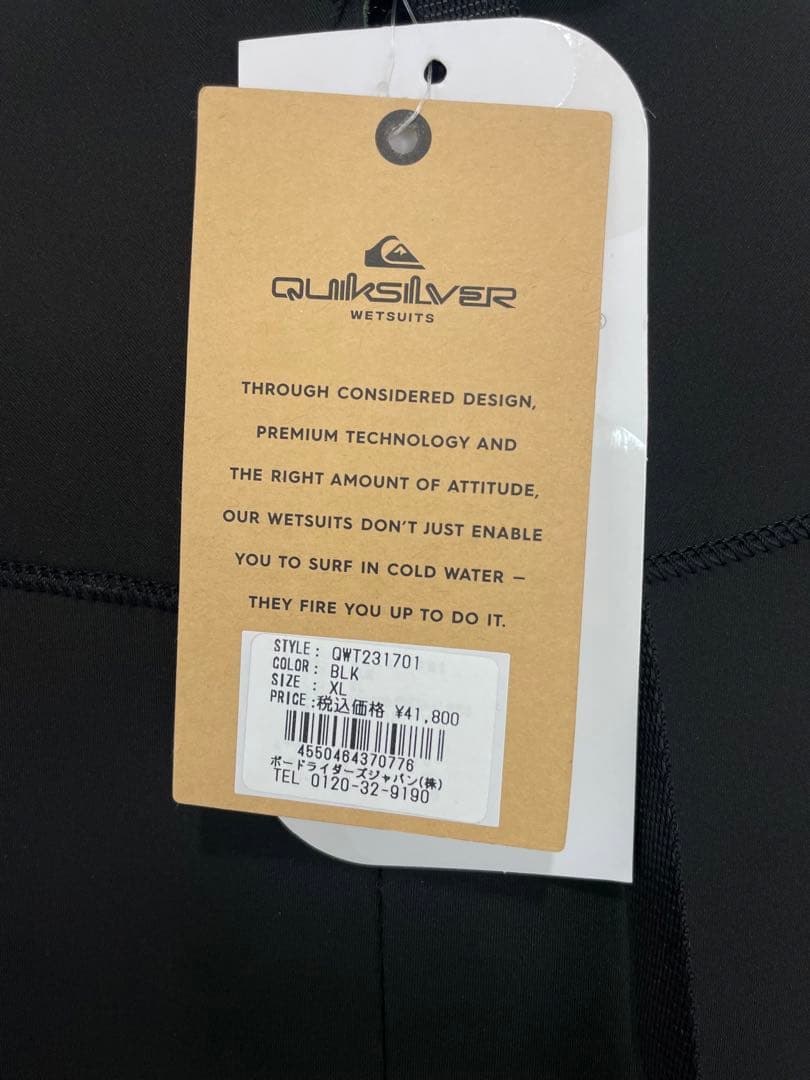 QUIKSILVER
WETSUITS
THROUGH CONSIDERED DESIGN,
PREMIUM TECHNOLOGY AND
THE RIGHT AMOUNT OF ATTITUDE,
OUR WETSUITS DON'T JUST ENABLE
YOU TO SURF IN COLD WATER –
THEY FIRE YOU UP TO DO IT.
STYLE : QWT231701
COLOR : BLK
SIZE : XL
PRICE :税込価格 ¥41,800
4550464370776
ボードライダーズジャパン(株)
TEL 0120-32-9190